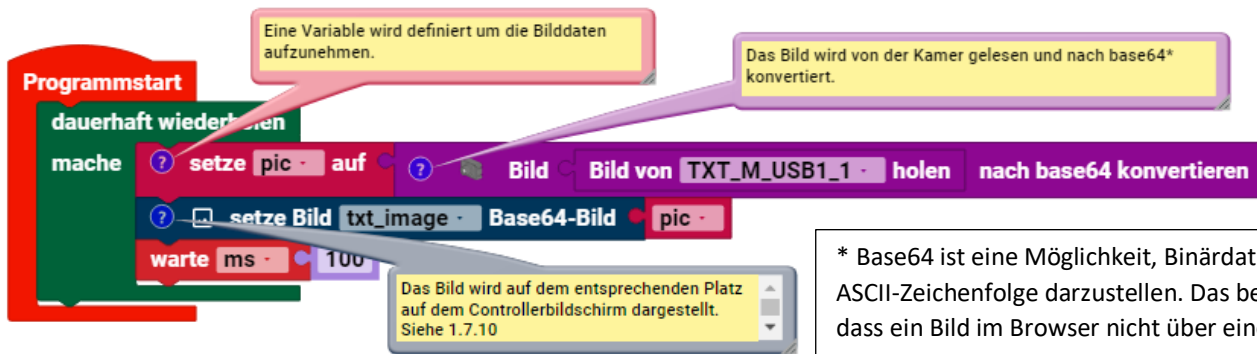 Eine Variable wird definiert um die Bilddaten
aufzunehmen.
Das Bild wird von der Kamer gelesen und nach base64*
konvertiert.
Programmstart
dauerhaft wiederholen
mache ? setze pic auf ? Bild Bild von TXT_M_USB1_1 holen nach base64 konvertieren
? setze Bild txt_image Base64-Bild pic
warte ms 100
Das Bild wird auf dem entsprechenden Platz
auf dem Controllerbildschirm dargestellt.
Siehe 1.7.10
* Base64 ist eine Möglichkeit, Binärdat
ASCII-Zeichenfolge darzustellen. Das be
dass ein Bild im Browser nicht über ein